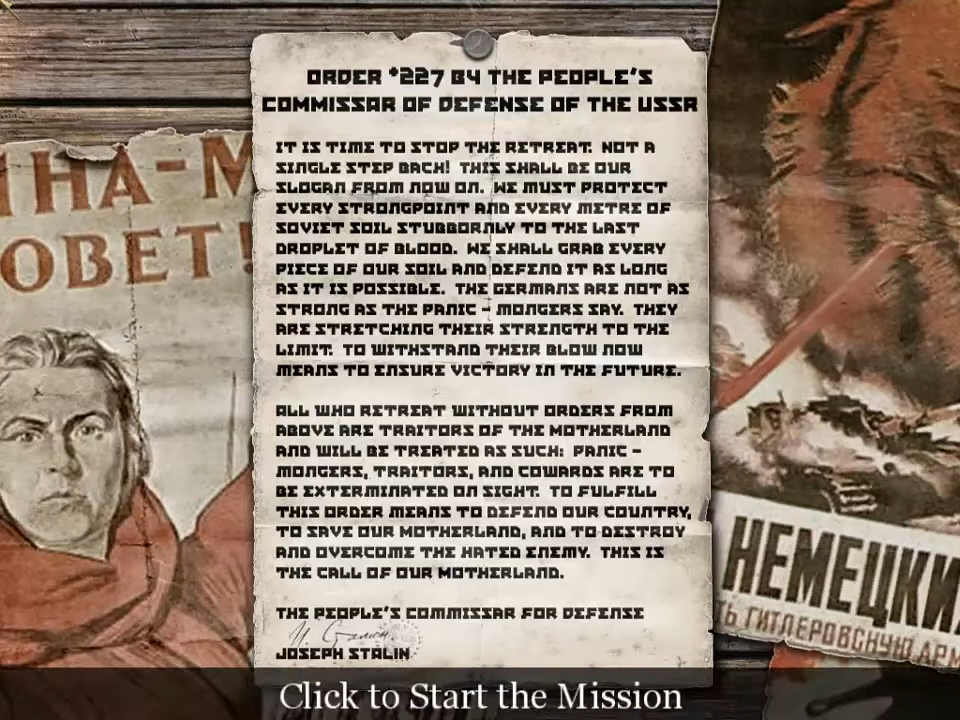 ORDER *227 BY THE PEOPLE'S
COMMISSAR OF DEFENSE OF THE USSR
IT IS TIME TO STOP THE RETREAT. NOT A
SINGLE STEP BACK! THIS SHALL BE OUR
SLOGAN FROM NOW ON. WE MUST PROTECT
EVERY STRONGPOINT AND EVERY METRE OF
SOVIET SOIL STUBBORNLY TO THE LAST
DROPLET OF BLOOD. WE SHALL GRAB EVERY
PIECE OF OUR SOIL AND DEFEND IT AS LONG
AS IT IS POSSIBLE. THE GERMANS ARE NOT AS
STRONG AS THE PANIC - MONGERS SAY. THEY
ARE STRETCHING THEIR STRENGTH TO THE
LIMIT. TO WITHSTAND THEIR BLOW NOW
MEANS TO ENSURE VICTORY IN THE FUTURE.
ALL WHO RETREAT WITHOUT ORDERS FROM
ABOVE ARE TRAITORS OF THE MOTHERLAND
AND WILL BE TREATED AS SUCH: PANIC -
MONGERS, TRAITORS, AND COWARDS ARE TO
BE EXTERMINATED ON SIGHT. TO FULFILL
THIS ORDER MEANS TO DEFEND OUR COUNTRY,
TO SAVE OUR MOTHERLAND, AND TO DESTROY
AND OVERCOME THE HATED ENEMY. THIS IS
THE CALL OF OUR MOTHERLAND.
THE PEOPLE'S COMMISSAR FOR DEFENSE
И. Сталин
JOSEPH STALIN
ИНА-М
ОВЕТ!
НЕМЕЦКИ
ТЬ ГИТЛЕРОВСКУЮ АРМ
Click to Start the Mission